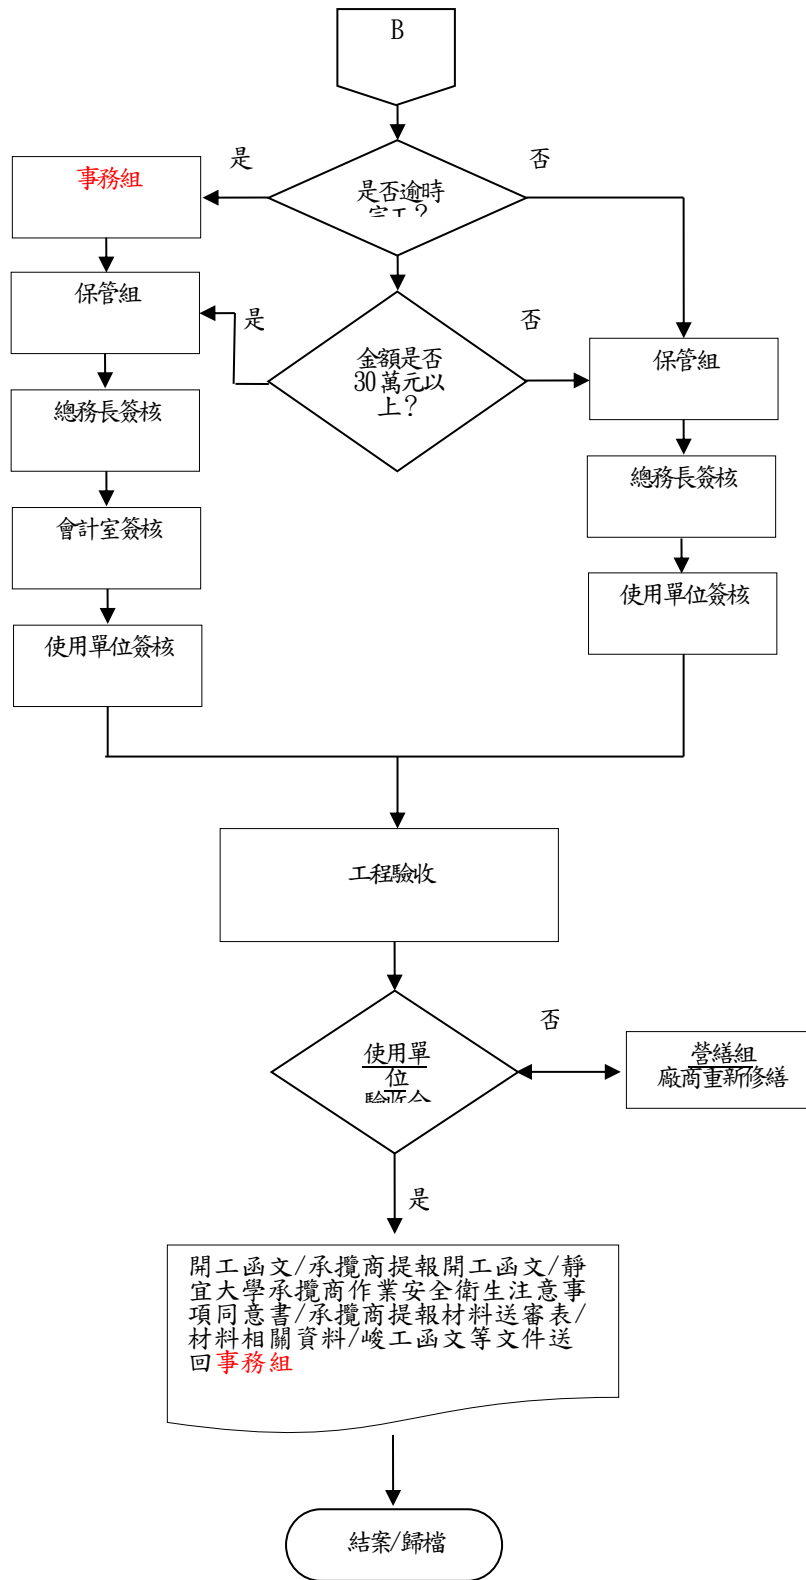 B
是
否
事務組
是否逾時
完工？
保管組
是
否
金額是否
30萬元以
上？
保管組
總務長簽核
總務長簽核
會計室簽核
使用單位簽核
使用單位簽核
工程驗收
否
使用單
位
驗收合
營繕組
廠商重新修繕
是
開工函文/承攬商提報開工函文/靜
宜大學承攬商作業安全衛生注意事
項同意書/承攬商提報材料送審表/
材料相關資料/峻工函文等文件送
回事務組
結案/歸檔